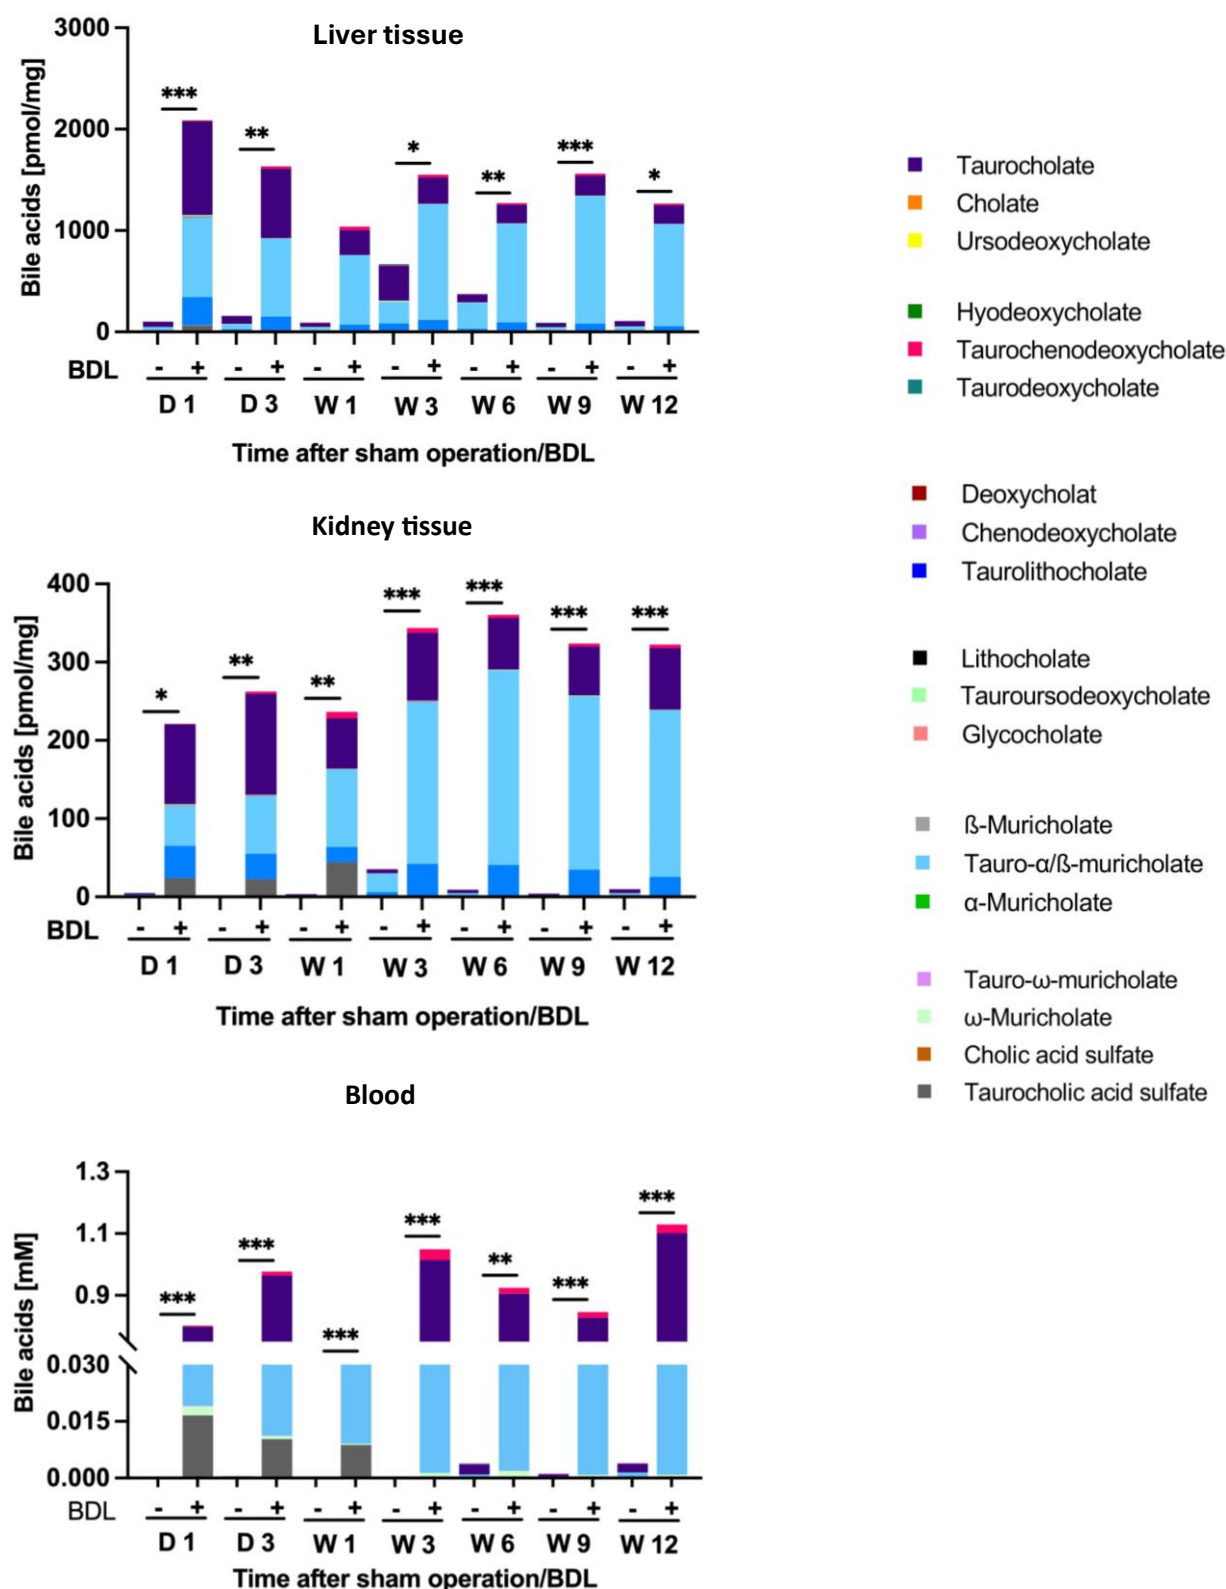 Liver tissue
Bile acids [pmol/mg]
3000
2000
1000
0
***
**
*
**
***
*
BDL - + - + - + - + - + - + - +
D 1 D 3 W 1 W 3 W 6 W 9 W 12
Time after sham operation/BDL
Kidney tissue
Bile acids [pmol/mg]
400
300
200
100
0
*
**
**
***
***
***
***
BDL - + - + - + - + - + - + - +
D 1 D 3 W 1 W 3 W 6 W 9 W 12
Time after sham operation/BDL
Blood
Bile acids [mM]
1.3
1.1
0.9
0.030
0.015
0.000
***
***
***
***
**
***
***
BDL - + - + - + - + - + - + - +
D 1 D 3 W 1 W 3 W 6 W 9 W 12
Time after sham operation/BDL
Taurocholate
Cholate
Ursodeoxycholate
Hyodeoxycholate
Taurochenodeoxycholate
Taurodeoxycholate
Deoxycholat
Chenodeoxycholate
Taurolithocholate
Lithocholate
Tauroursodeoxycholate
Glycocholate
ß-Muricholate
Tauro-α/ß-muricholate
α-Muricholate
Tauro-ω-muricholate
ω-Muricholate
Cholic acid sulfate
Taurocholic acid sulfate